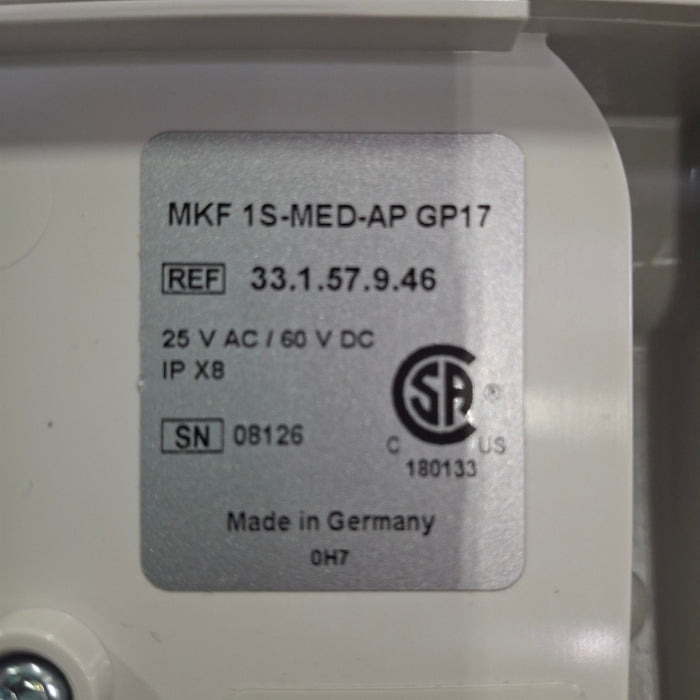 MKF 1S-MED-AP GP17
REF 33.1.57.9.46
25 V AC / 60 V DC
IP X8
SN 08126
CSA ®
C US
180133
Made in Germany
0H7